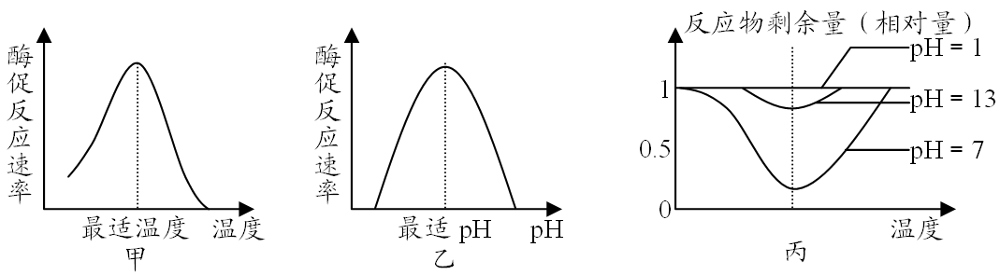 酶促反应速率
最适温度
温度
甲
酶促反应速率
最适 pH
pH
乙
反应物剩余量（相对量）
pH = 1
1
pH = 13
0.5
pH = 7
0
温度
丙